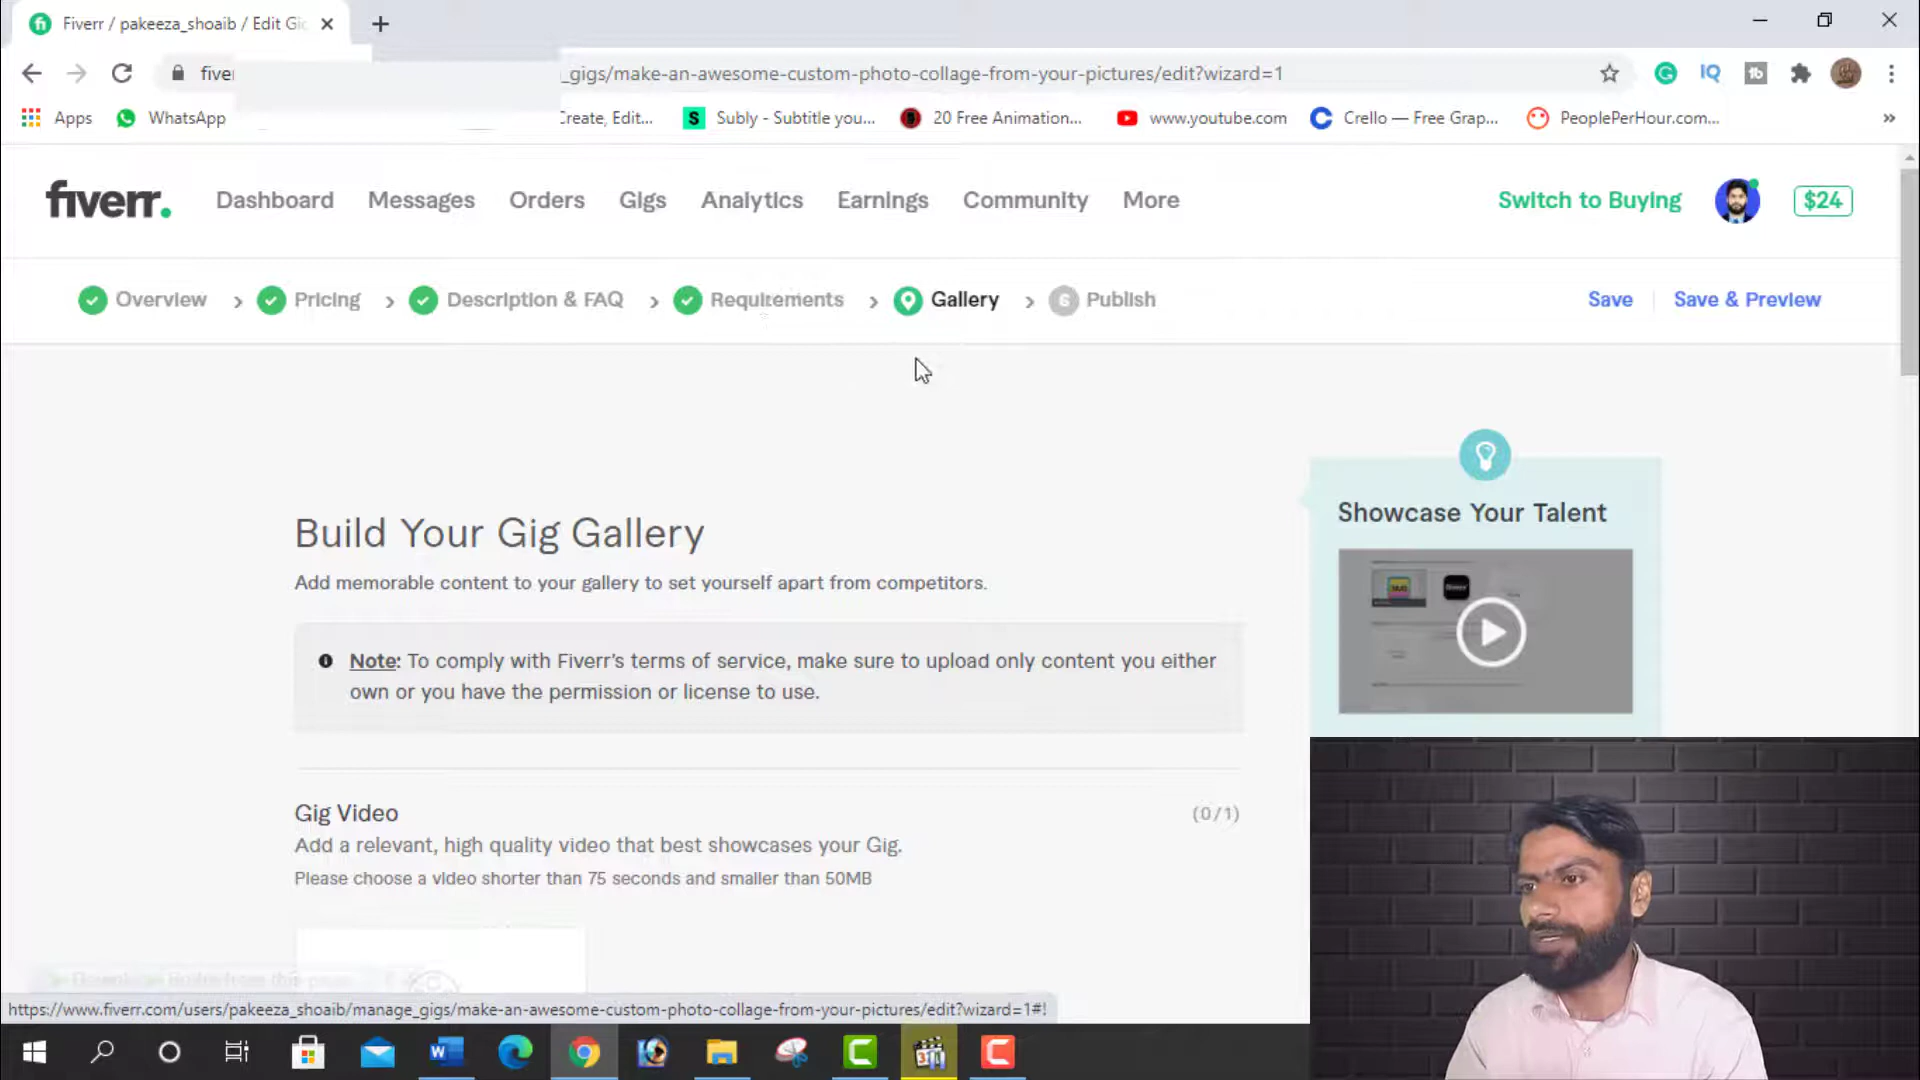 Fiverr / pakeeza_shoaib / Edit Gi
_gigs/make-an-awesome-custom-photo-collage-from-your-pictures/edit?wizard=1
Apps
WhatsApp
Create, Edit...
Subly - Subtitle you...
20 Free Animation...
www.youtube.com
Crello — Free Grap...
PeoplePerHour.com...
fiverr.
Dashboard
Messages
Orders
Gigs
Analytics
Earnings
Community
More
Switch to Buying
$24
Overview
Pricing
Description & FAQ
Requirements
Gallery
6 Publish
Save
Save & Preview
Build Your Gig Gallery
Add memorable content to your gallery to set yourself apart from competitors.
Note: To comply with Fiverr's terms of service, make sure to upload only content you either
own or you have the permission or license to use.
Showcase Your Talent
Gig Video
(0/1)
Add a relevant, high quality video that best showcases your Gig.
Please choose a video shorter than 75 seconds and smaller than 50MB
https://www.fiverr.com/users/pakeeza_shoaib/manage_gigs/make-an-awesome-custom-photo-collage-from-your-pictures/edit?wizard=1#!